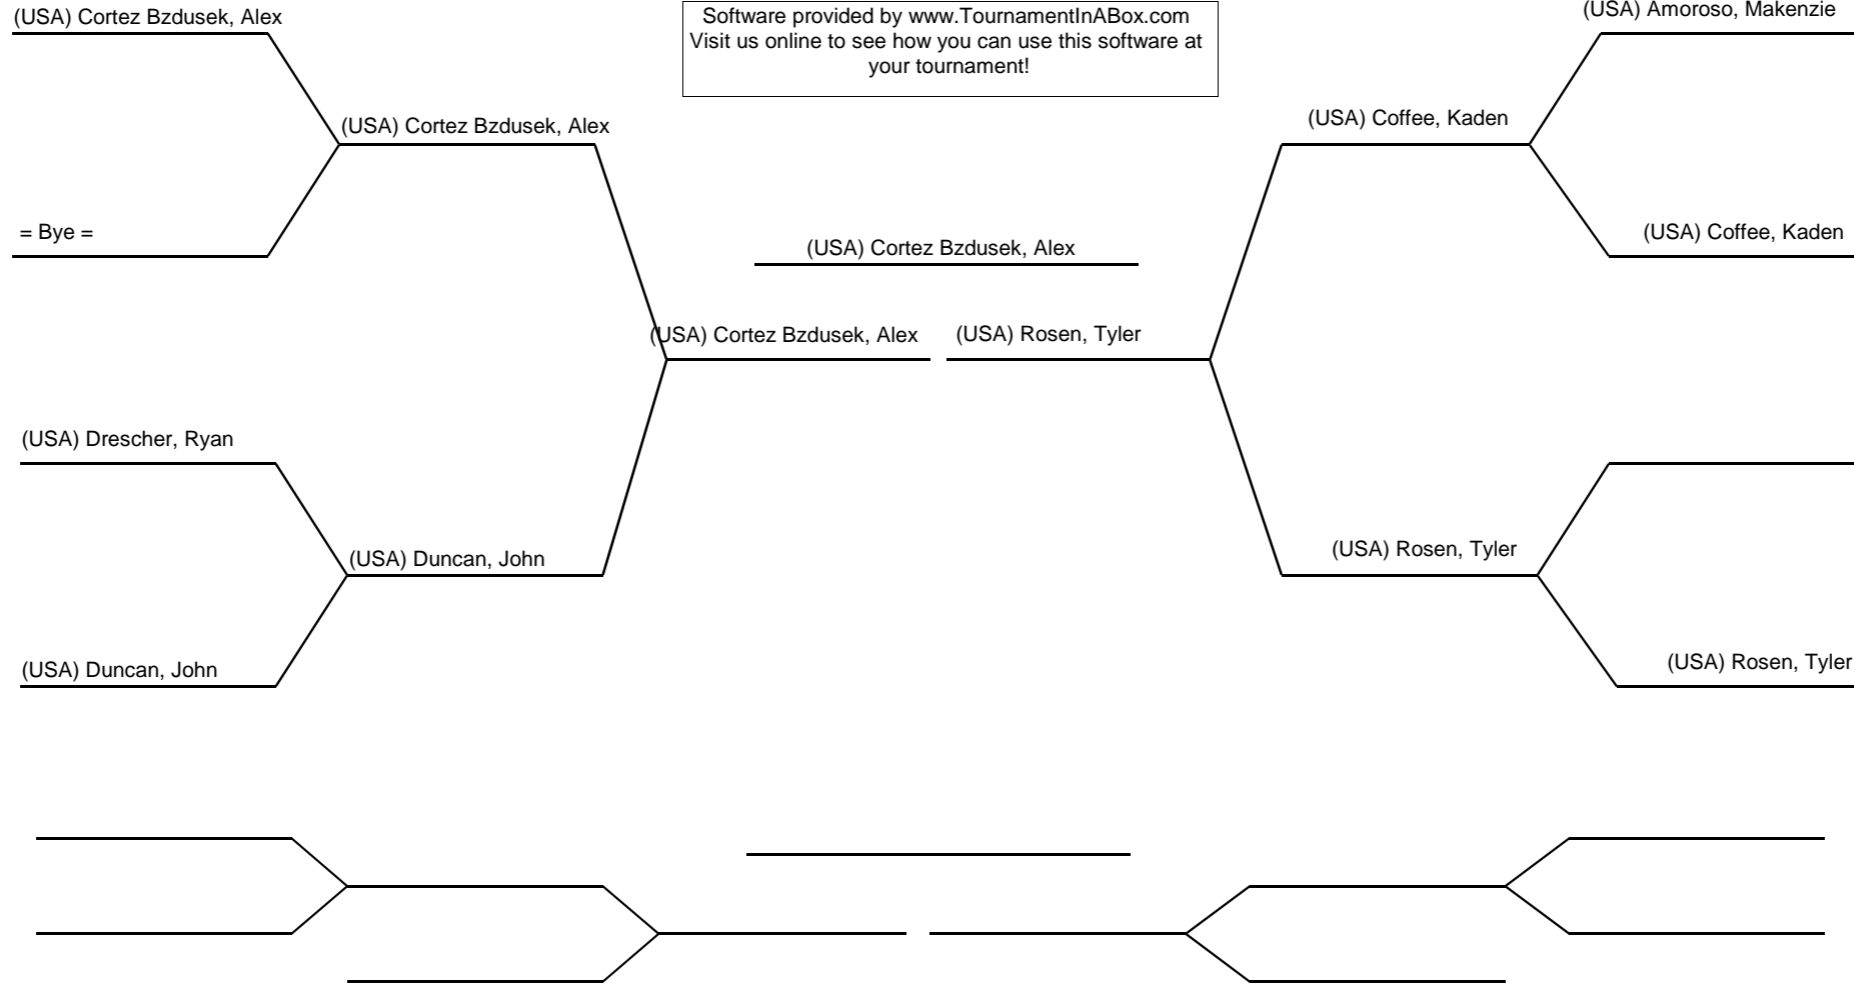 (USA) Cortez Bzdusek, Alex
Software provided by www.TournamentInABox.com
Visit us online to see how you can use this software at
your tournament!
(USA) Amoroso, Makenzie
(USA) Cortez Bzdusek, Alex
(USA) Coffee, Kaden
= Bye =
(USA) Cortez Bzdusek, Alex
(USA) Coffee, Kaden
(USA) Cortez Bzdusek, Alex
(USA) Rosen, Tyler
(USA) Drescher, Ryan
(USA) Duncan, John
(USA) Rosen, Tyler
(USA) Duncan, John
(USA) Rosen, Tyler